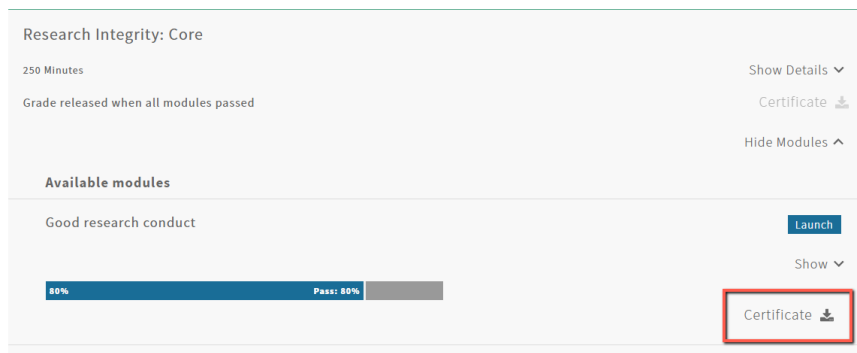 Research Integrity: Core
250 Minutes
Show Details
Grade released when all modules passed
Certificate
Hide Modules
Available modules
Good research conduct
Launch
Show
80%
Pass: 80%
Certificate